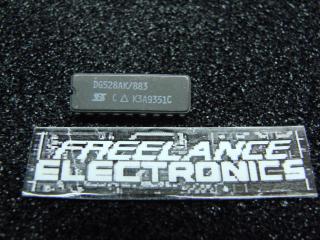 DG528AK/883
C △ K3A9351C
FREELANCE
ELECTRONICS